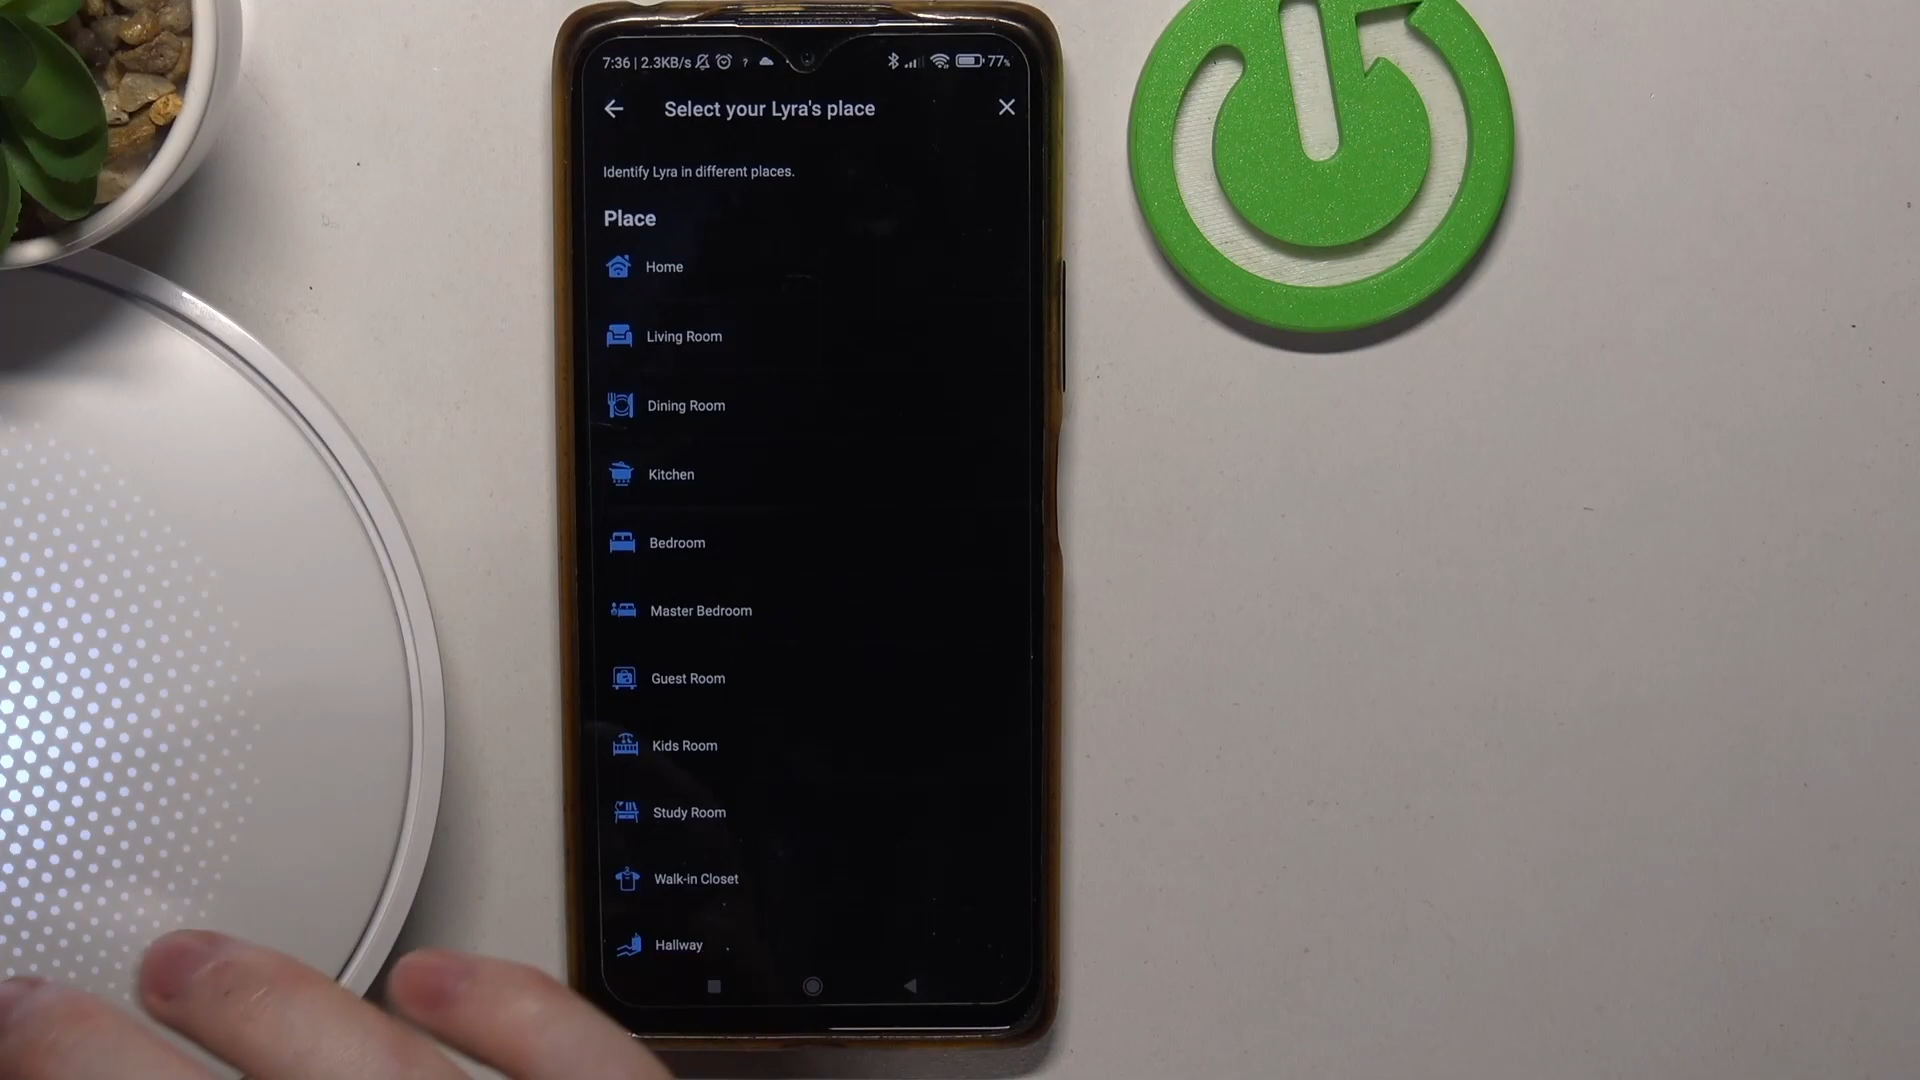 7:36 | 2.3KB/s 77%
Select your Lyra's place
Identify Lyra in different places.
Place
Home
Living Room
Dining Room
Kitchen
Bedroom
Master Bedroom
Guest Room
Kids Room
Study Room
Walk-in Closet
Hallway